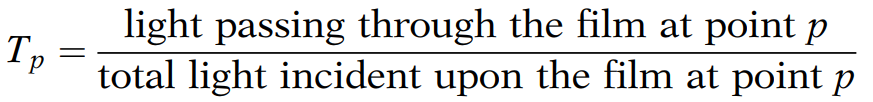 T_p = light passing through the film at point p
total light incident upon the film at point p